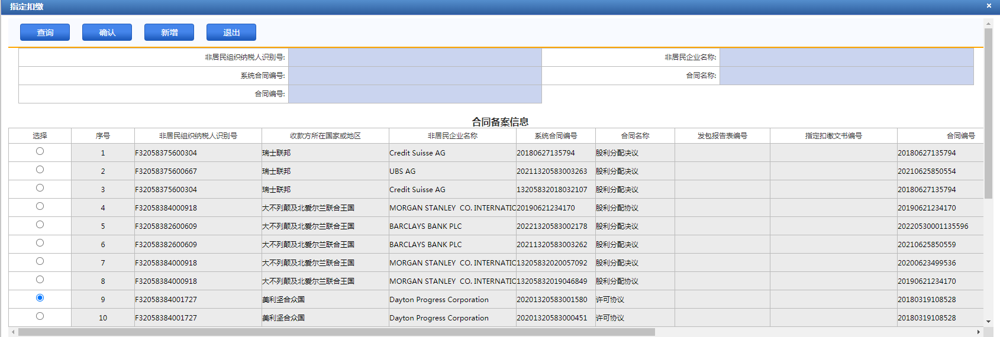 指定扣缴
查询 确认 新增 退出
非居民组织纳税人识别号: 非居民企业名称:
系统合同编号: 合同名称:
合同编号:
合同备案信息
选择 序号 非居民组织纳税人识别号 收款方所在国家或地区 非居民企业名称 系统合同编号 合同名称 发包报告表编号 指定扣缴文书编号 合同编号
1 F32058375600304 瑞士联邦 Credit Suisse AG 20180627135794 股利分配决议 20180627135794
2 F32058375600667 瑞士联邦 UBS AG 20211320583003263 股利分配决议 20210625850554
3 F32058375600304 瑞士联邦 Credit Suisse AG 13205832018032107 股利分配决议 20180627135794
4 F32058384000918 大不列颠及北爱尔兰联合王国 MORGAN STANLEY CO. INTERNATIC 20190621234170 股利分配协议 20190621234170
5 F32058382600609 大不列颠及北爱尔兰联合王国 BARCLAYS BANK PLC 20221320583002178 股利分配决议 20220530001135596
6 F32058382600609 大不列颠及北爱尔兰联合王国 BARCLAYS BANK PLC 20211320583003262 股利分配决议 20210625850559
7 F32058384000918 大不列颠及北爱尔兰联合王国 MORGAN STANLEY CO. INTERNATIC 13205832020057092 股利分配决议 20200623499536
8 F32058384000918 大不列颠及北爱尔兰联合王国 MORGAN STANLEY CO. INTERNATIC 13205832019046849 股利分配协议 20190621234170
9 F32058384001727 美利坚合众国 Dayton Progress Corporation 20201320583001580 许可协议 20180319108528
10 F32058384001727 美利坚合众国 Dayton Progress Corporation 20201320583000451 许可协议 20180319108528